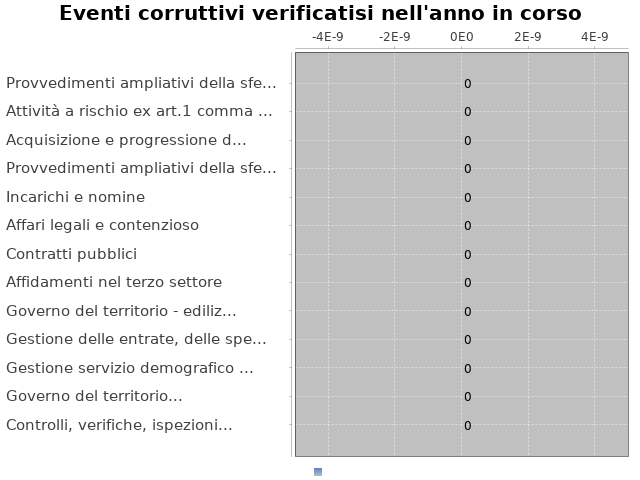 Eventi corruttivi verificatisi nell'anno in corso
-4E-9 -2E-9 0E0 2E-9 4E-9
Provvedimenti ampliativi della sfe... 0
Attività a rischio ex art.1 comma ... 0
Acquisizione e progressione d... 0
Provvedimenti ampliativi della sfe... 0
Incarichi e nomine 0
Affari legali e contenzioso 0
Contratti pubblici 0
Affidamenti nel terzo settore 0
Governo del territorio - ediliz... 0
Gestione delle entrate, delle spe... 0
Gestione servizio demografico ... 0
Governo del territorio... 0
Controlli, verifiche, ispezioni... 0